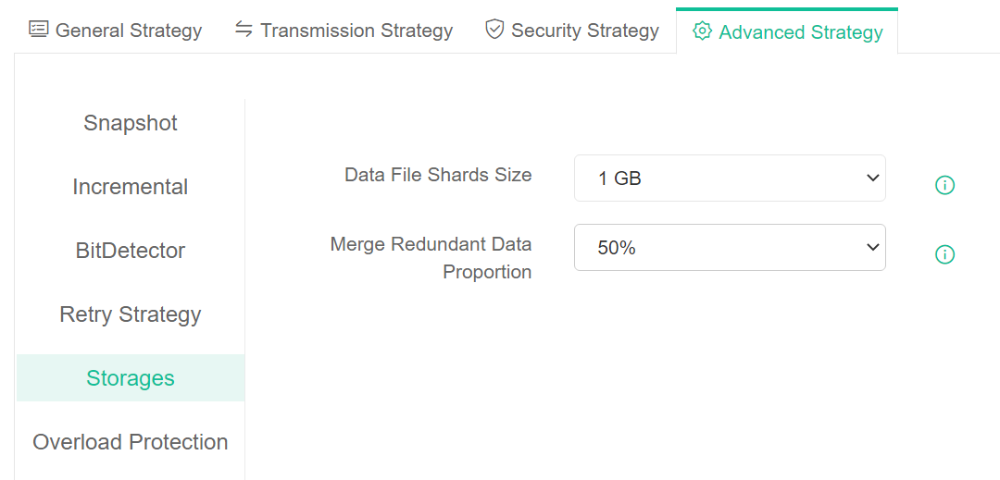 General Strategy
Transmission Strategy
Security Strategy
Advanced Strategy
Snapshot
Incremental
BitDetector
Retry Strategy
Storages
Overload Protection
Data File Shards Size
1 GB
Merge Redundant Data
Proportion
50%